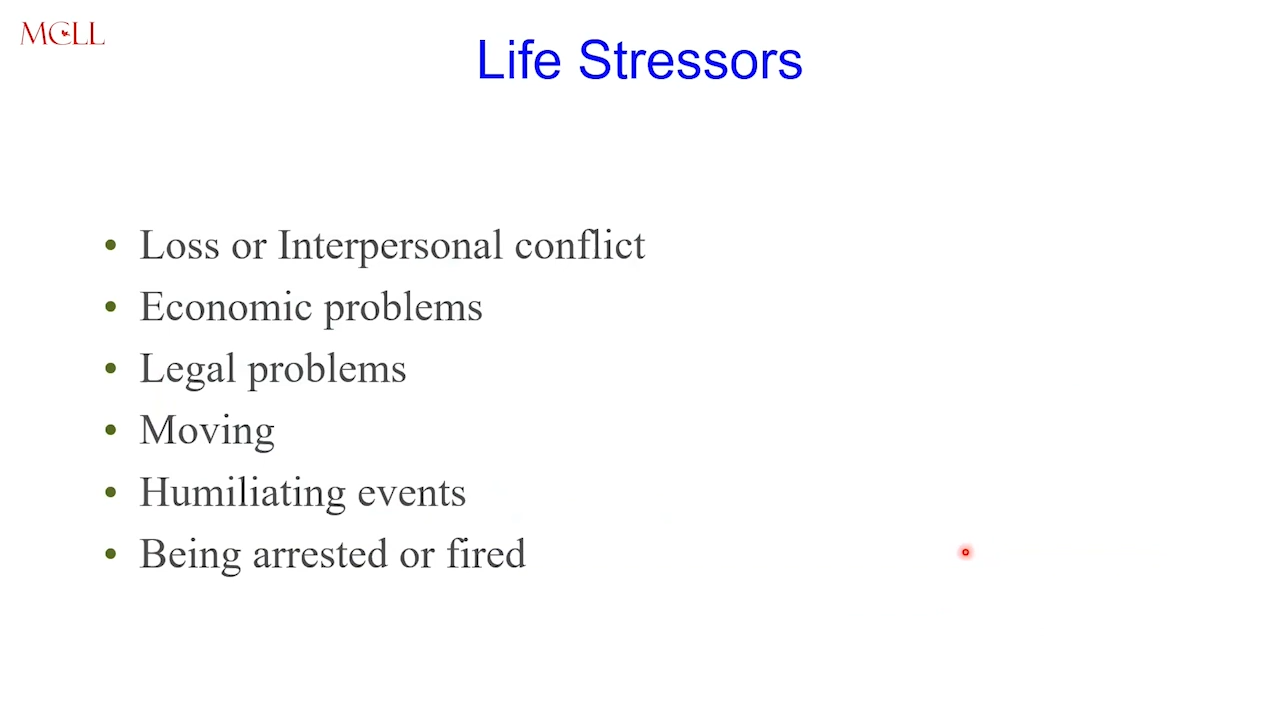 MCLL
Life Stressors
• Loss or Interpersonal conflict
• Economic problems
• Legal problems
• Moving
• Humiliating events
• Being arrested or fired